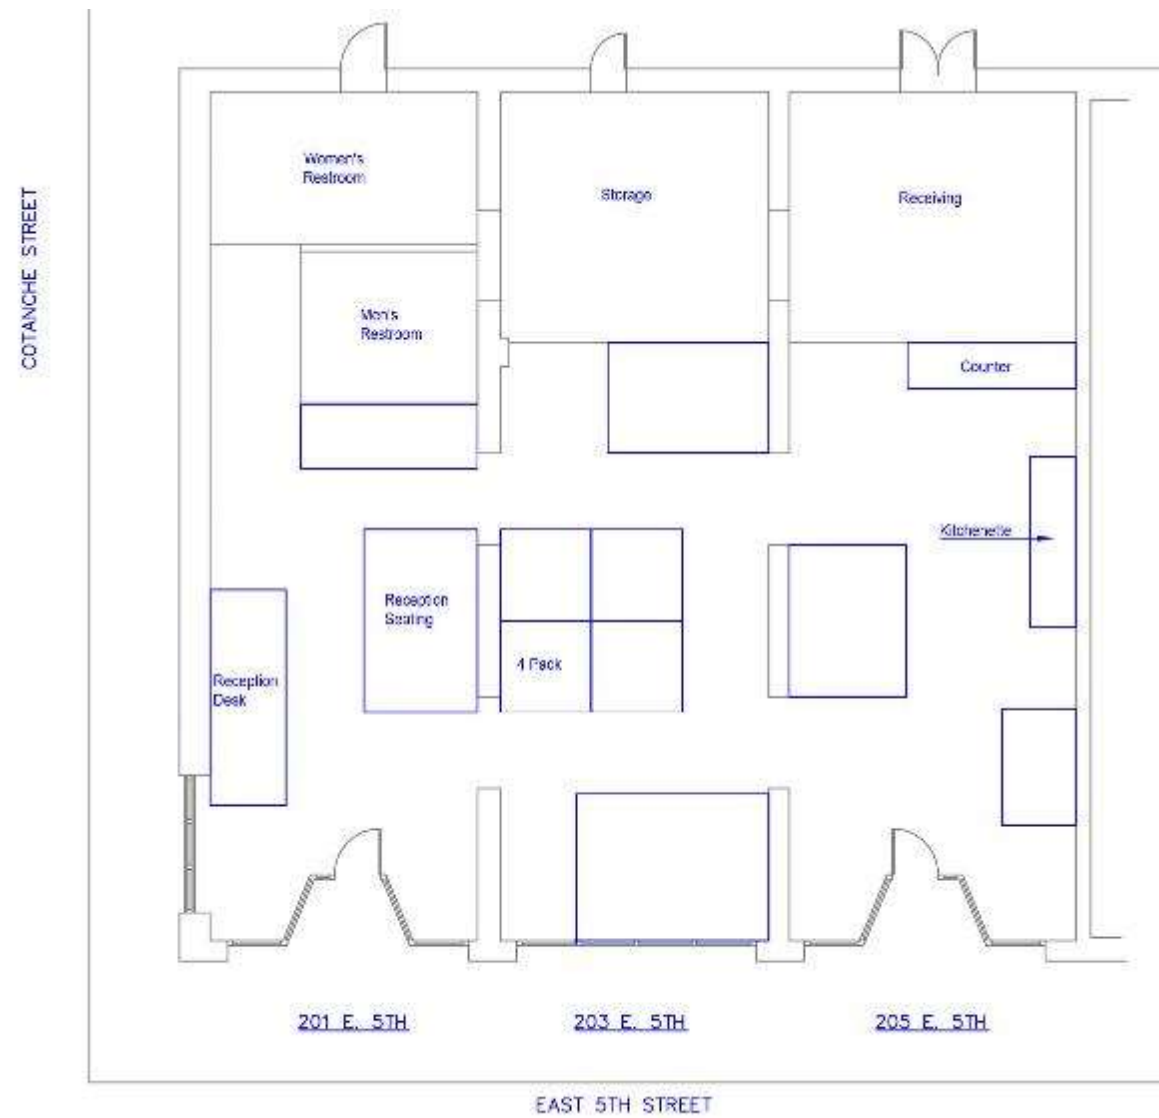 COTANCHE STREET
Women's
Restroom
Storage
Receiving
Men's
Restroom
Counter
Kitchenette
Reception
Seating
4 Pack
Reception
Desk
201 E. 5TH
203 E. 5TH
205 E. 5TH
EAST 5TH STREET